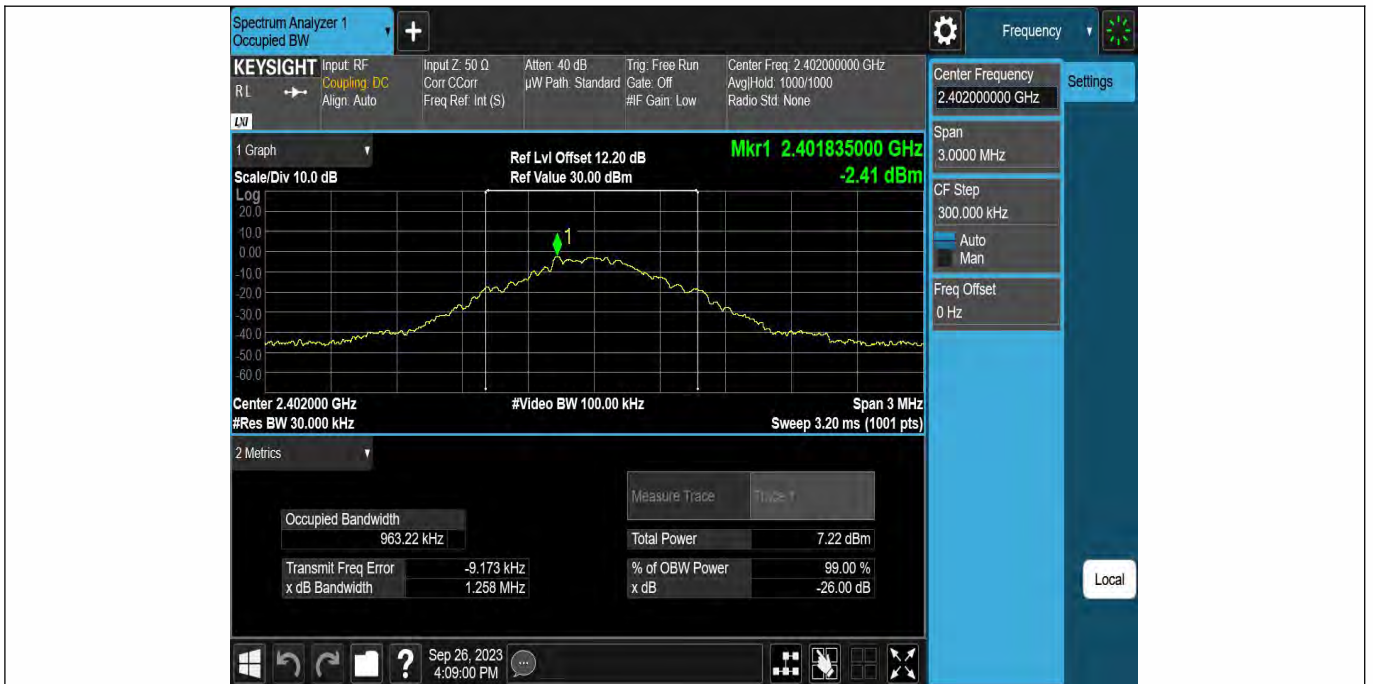 Spectrum Analyzer 1
Occupied BW
+
Frequency
KEYSIGHT
RL
LXI
Input: RF
Coupling: DC
Align: Auto
Input Z: 50 Ω
Corr CCorr
Freq Ref: Int (S)
Atten: 40 dB
µW Path: Standard
Trig: Free Run
Gate: Off
#IF Gain: Low
Center Freq: 2.402000000 GHz
Avg|Hold: 1000/1000
Radio Std: None
Center Frequency
2.402000000 GHz
Settings
Span
3.0000 MHz
CF Step
300.000 kHz
Auto
Man
Freq Offset
0 Hz
Local
1 Graph
Scale/Div 10.0 dB
Ref Lvl Offset 12.20 dB
Ref Value 30.00 dBm
Mkr1 2.401835000 GHz
-2.41 dBm
Log
20.0
10.0
0.00
-10.0
-20.0
-30.0
-40.0
-50.0
-60.0
1
Center 2.402000 GHz
#Video BW 100.00 kHz
Span 3 MHz
#Res BW 30.000 kHz
Sweep 3.20 ms (1001 pts)
2 Metrics
Measure Trace
Trace 1
Occupied Bandwidth
963.22 kHz
Total Power 7.22 dBm
Transmit Freq Error -9.173 kHz
% of OBW Power 99.00 %
x dB Bandwidth 1.258 MHz
x dB -26.00 dB
?
Sep 26, 2023
4:09:00 PM